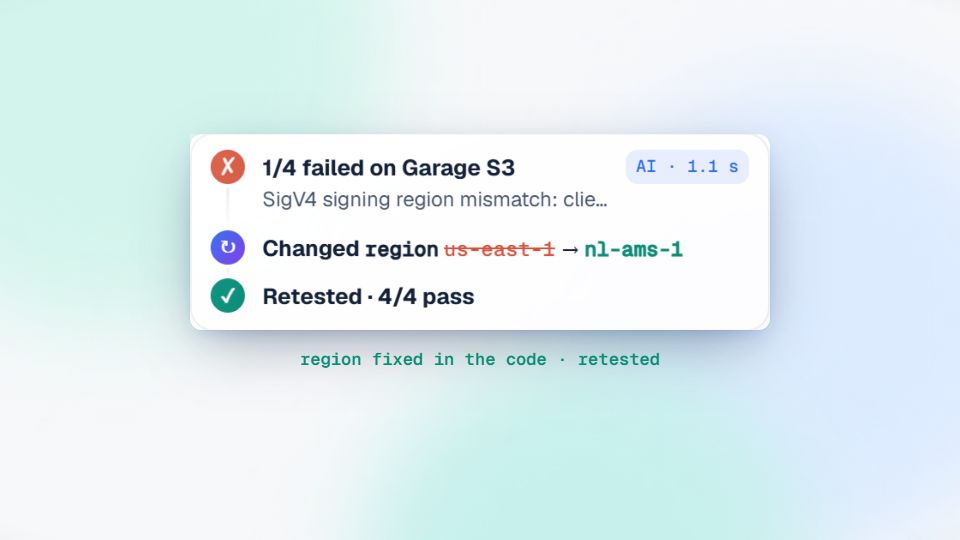 ✗ 1/4 failed on Garage S3
AI · 1.1 s
SigV4 signing region mismatch: clie…
↻ Changed region us-east-1 → nl-ams-1
✓ Retested · 4/4 pass
region fixed in the code · retested